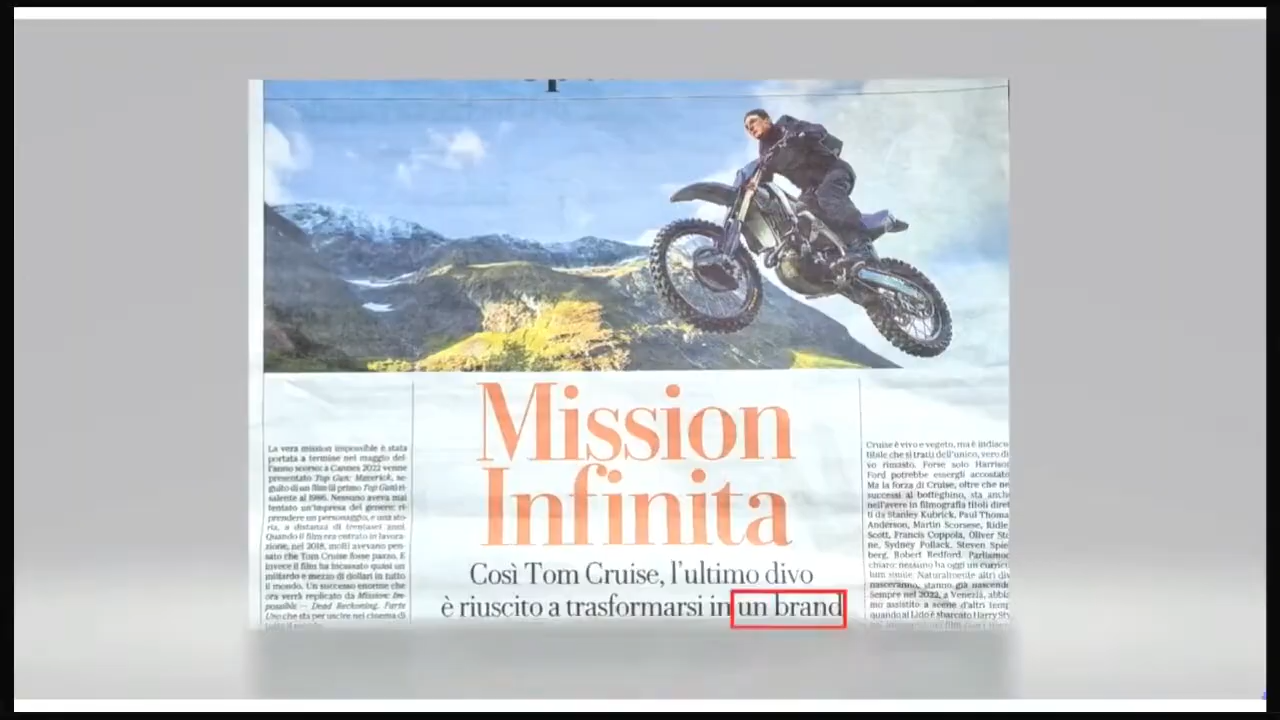 Mission
Infinita
Così Tom Cruise, l'ultimo divo
è riuscito a trasformarsi in un brand
La vera mission impossible è stata
portata a termine nel maggio del-
l'anno scorso: a Cannes 2022 venne
presentato Top Gun: Maverick, se-
guito di un film (il primo Top Gun) ri-
salente al 1986. Nessuno aveva mai
tentato un'impresa del genere: ri-
prendere un personaggio, e una sto-
ria, a distanza di trentasei anni.
Quando il film era entrato in lavora-
zione, nel 2018, molti avevano pen-
sato che Tom Cruise fosse pazzo. E
invece il film ha incassato quasi un
miliardo e mezzo di dollari in tutto
il mondo. Un successo enorme che
ora verrà replicato da Mission: Im-
possible – Dead Reckoning. Parte
Uno che sta per uscire nei cinema di
Cruise è vivo e vegeto, ma è indiscu
tibile che si tratti dell'unico, vero di
vo rimasto. Forse solo Harrison
Ford potrebbe essergli accostato
Ma la forza di Cruise, oltre che ne
successi al botteghino, sta anche
nell'avere in filmografia titoli diret
ti da Stanley Kubrick, Paul Thoma
Anderson, Martin Scorsese, Ridle
Scott, Francis Coppola, Oliver Sto
ne, Sydney Pollack, Steven Spie
berg, Robert Redford. Parliamoc
chiaro: nessuno ha oggi un curricu
lum simile. Naturalmente altri div
nasceranno, stanno già nascendo
Sempre nel 2022, a Venezia, abbia
mo assistito a scene d'altri temp
quando al Lido è sbarcato Harry Sty